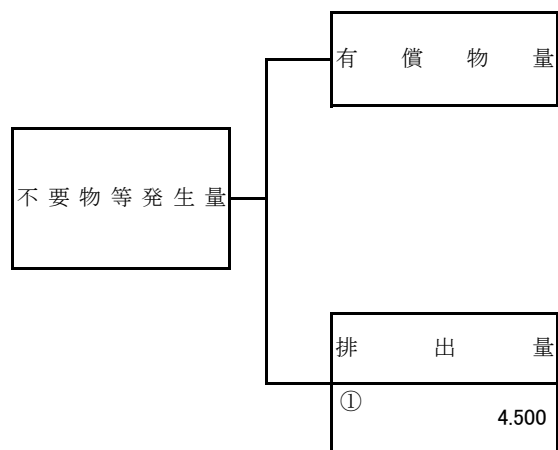 有償物量
不要物等発生量
排出量
①
4.500